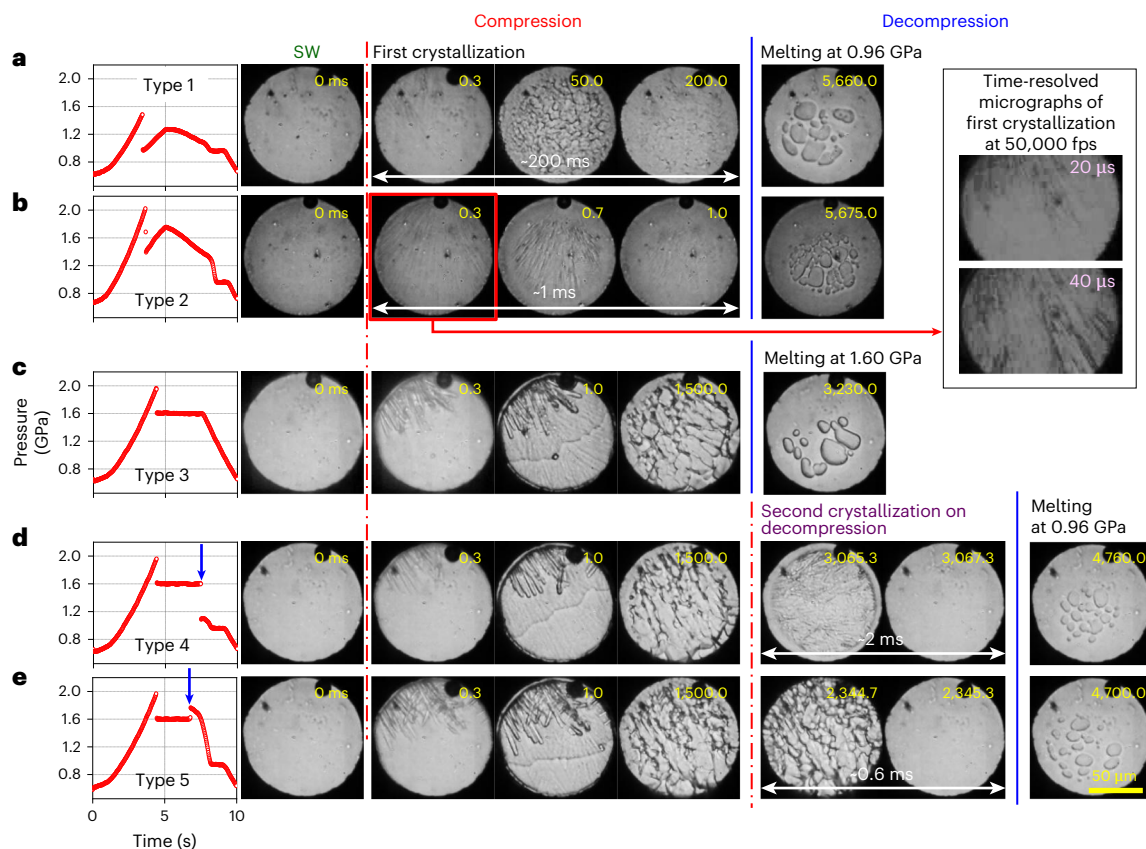 Compression
Decompression
SW
First crystallization
Melting at 0.96 GPa
a
2.0
1.6
1.2
0.8
Type 1
0 ms
0.3
50.0
200.0
~200 ms
5,660.0
Time-resolved
micrographs of
first crystallization
at 50,000 fps
20 µs
40 µs
b
2.0
1.6
1.2
0.8
Type 2
0 ms
0.3
0.7
1.0
~1 ms
5,675.0
Melting at 1.60 GPa
c
Pressure
(GPa)
2.0
1.6
1.2
0.8
Type 3
0 ms
0.3
1.0
1,500.0
3,230.0
Second crystallization on
decompression
Melting
at 0.96 GPa
d
2.0
1.6
1.2
0.8
Type 4
0 ms
0.3
1.0
1,500.0
3,065.3
3,067.3
~2 ms
4,760.0
e
2.0
1.6
1.2
0.8
Type 5
0 ms
0.3
1.0
1,500.0
2,344.7
2,345.3
~0.6 ms
4,700.0
50 µm
0
5
10
Time (s)